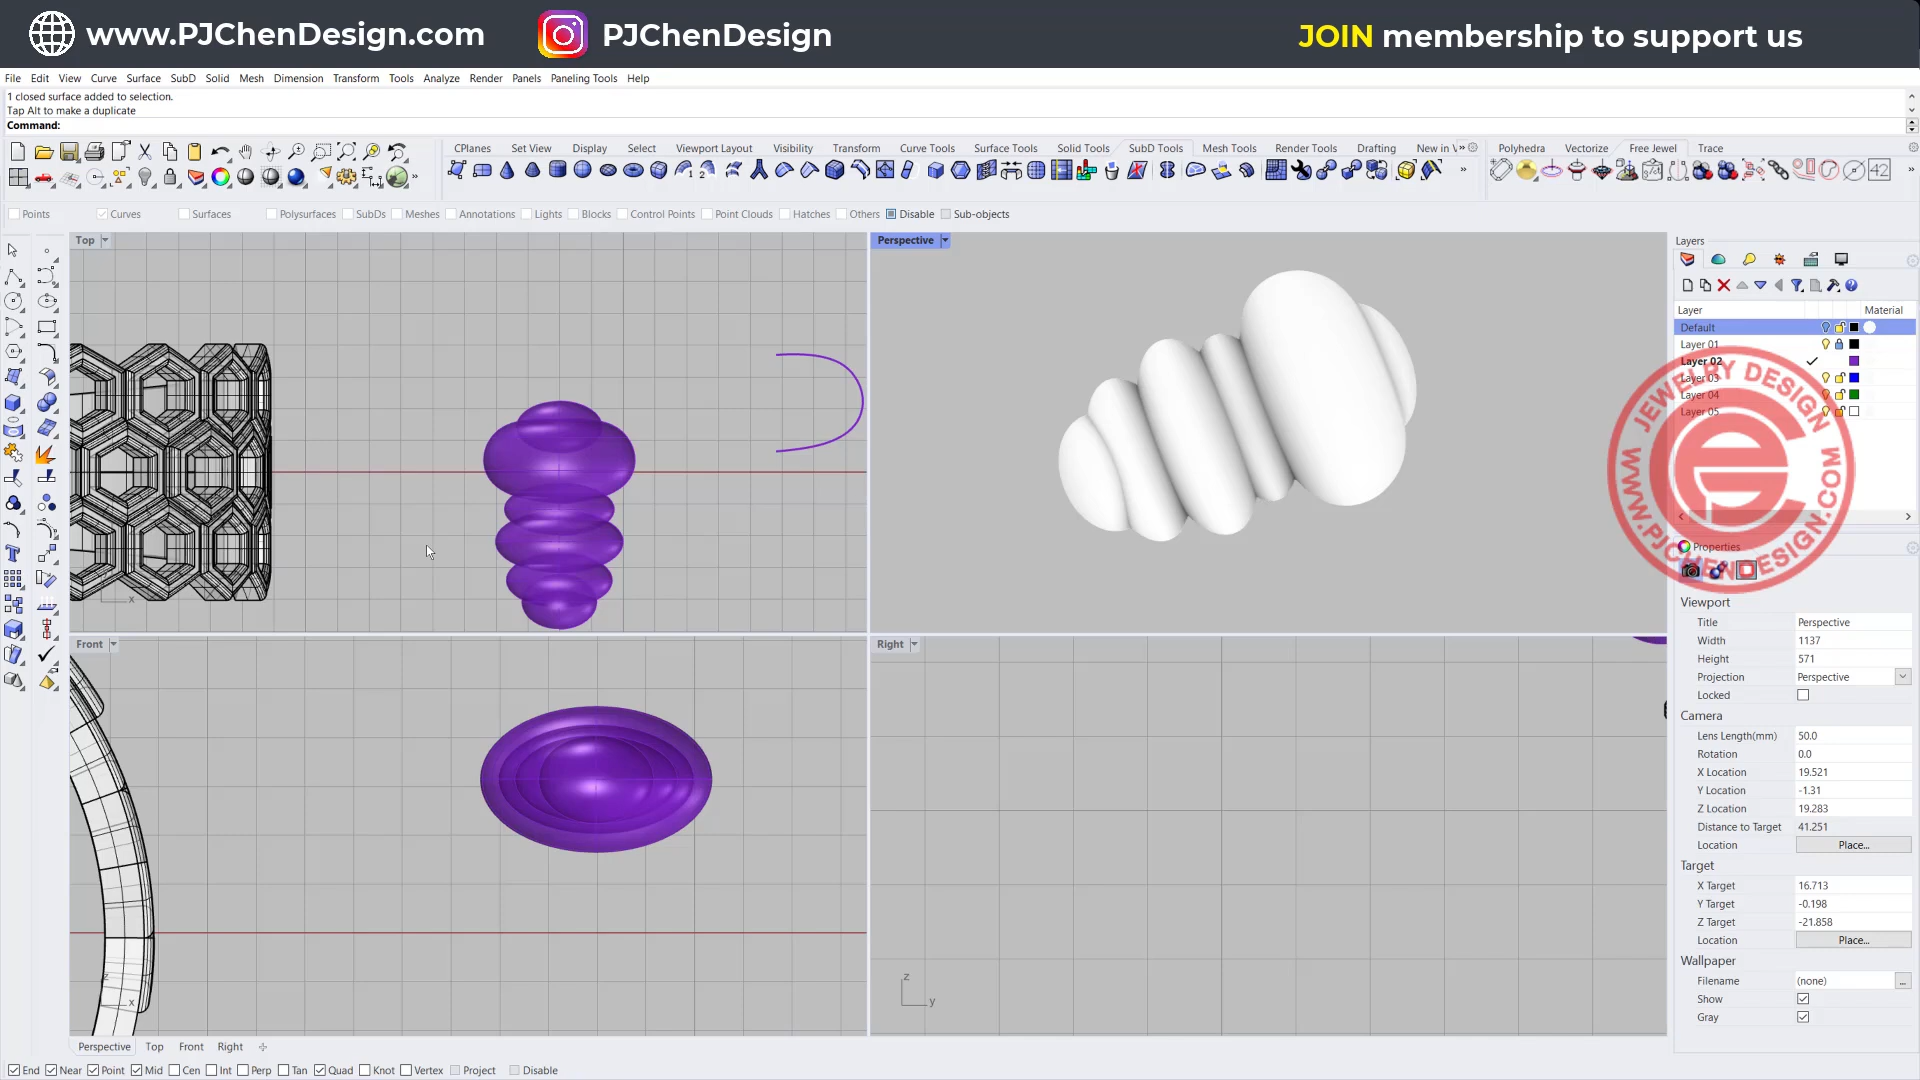 www.PJChenDesign.com PJChenDesign JOIN membership to support us
File Edit View Curve Surface SubD Solid Mesh Dimension Transform Tools Analyze Render Panels Paneling Tools Help
1 closed surface added to selection.
Tap Alt to make a duplicate
Command:
CPlanes Set View Display Select Viewport Layout Visibility Transform Curve Tools Surface Tools Solid Tools SubD Tools Mesh Tools Render Tools Drafting New in V » Polyhedra Vectorize Free Jewel Trace
42
Points Curves Surfaces Polysurfaces SubDs Meshes Annotations Lights Blocks Control Points Point Clouds Hatches Others Disable Sub-objects
Top
Perspective
Layers
Layer Material
Default
Layer 01
Layer 02
Layer 03
Layer 04
Layer 05
JEWELRY DESIGN
WWW.PJCHENDESIGN.COM
x
Front
Right
Properties
Viewport
Title Perspective
Width 1137
Height 571
Projection Perspective
Locked
Camera
Lens Length(mm) 50.0
Rotation 0.0
X Location 19.521
Y Location -1.31
Z Location 19.283
Distance to Target 41.251
Location Place...
Target
X Target 16.713
Y Target -0.198
Z Target -21.858
Location Place...
Wallpaper
Filename (none) ...
Show
Gray
z
x
z
y
Perspective Top Front Right
End Near Point Mid Cen Int Perp Tan Quad Knot Vertex Project Disable